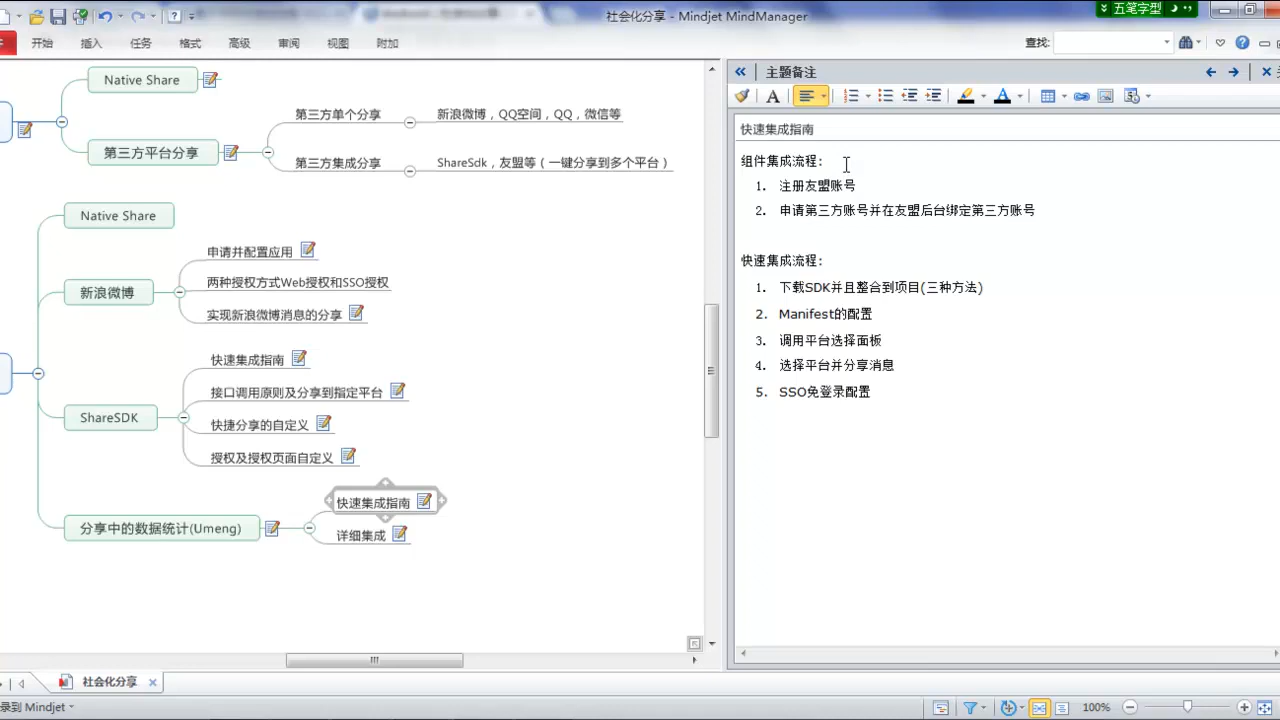 社会化分享 - Mindjet MindManager
五笔字型
开始 插入 任务 格式 高级 审阅 视图 附加
查找:
Native Share
第三方平台分享
第三方单个分享
新浪微博，QQ空间，QQ，微信等
第三方集成分享
ShareSdk，友盟等（一键分享到多个平台）
Native Share
新浪微博
申请并配置应用
两种授权方式Web授权和SSO授权
实现新浪微博消息的分享
ShareSDK
快速集成指南
接口调用原则及分享到指定平台
快捷分享的自定义
授权及授权页面自定义
分享中的数据统计(Umeng)
快速集成指南
详细集成
主题备注
快速集成指南
组件集成流程:
1. 注册友盟账号
2. 申请第三方账号并在友盟后台绑定第三方账号
快速集成流程:
1. 下载SDK并且整合到项目(三种方法)
2. Manifest的配置
3. 调用平台选择面板
4. 选择平台并分享消息
5. SSO免登录配置
社会化分享
录到 Mindjet
100%